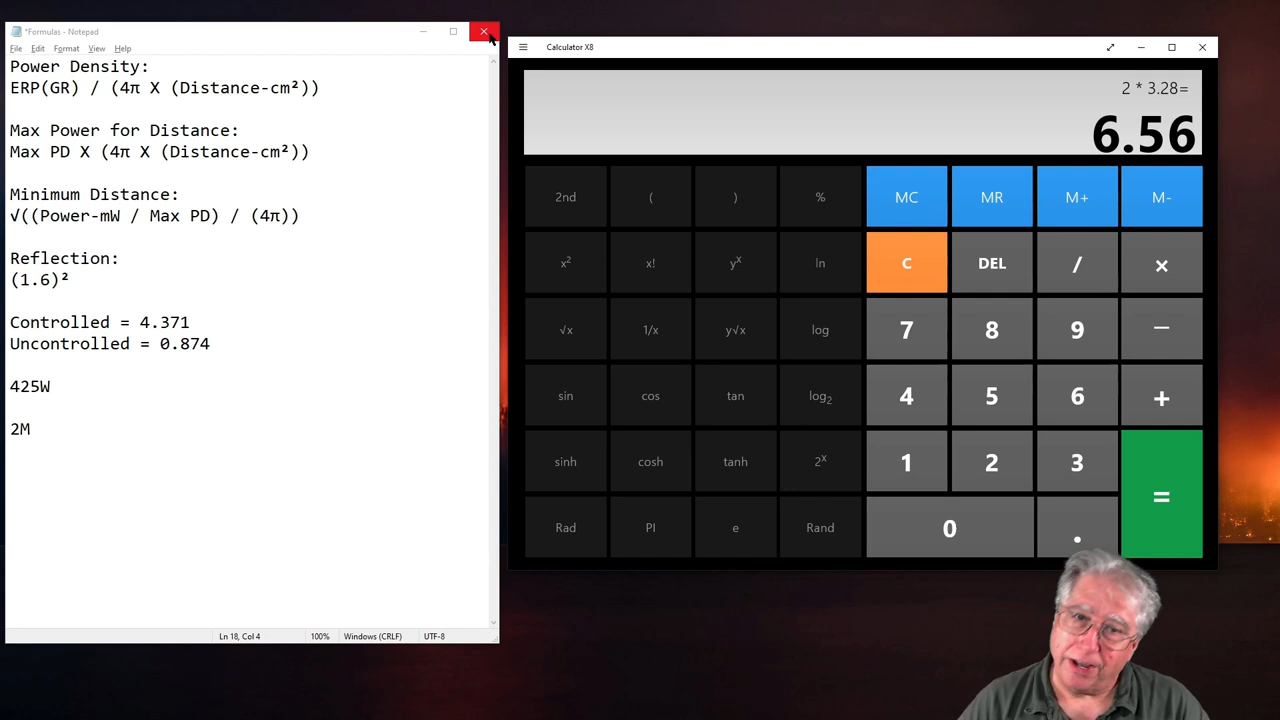 *Formulas - Notepad
File Edit Format View Help
Power Density:
ERP(GR) / (4π X (Distance-cm²))
Max Power for Distance:
Max PD X (4π X (Distance-cm²))
Minimum Distance:
√((Power-mW / Max PD) / (4π))
Reflection:
(1.6)²
Controlled = 4.371
Uncontrolled = 0.874
425W
2M
Ln 18, Col 4 100% Windows (CRLF) UTF-8
Calculator X8
2 * 3.28=
6.56
2nd ( ) % MC MR M+ M-
x² x! yˣ ln C DEL / ×
√x 1/x y√x log 7 8 9 −
sin cos tan log₂ 4 5 6 +
sinh cosh tanh 2ˣ 1 2 3 =
Rad PI e Rand 0 .